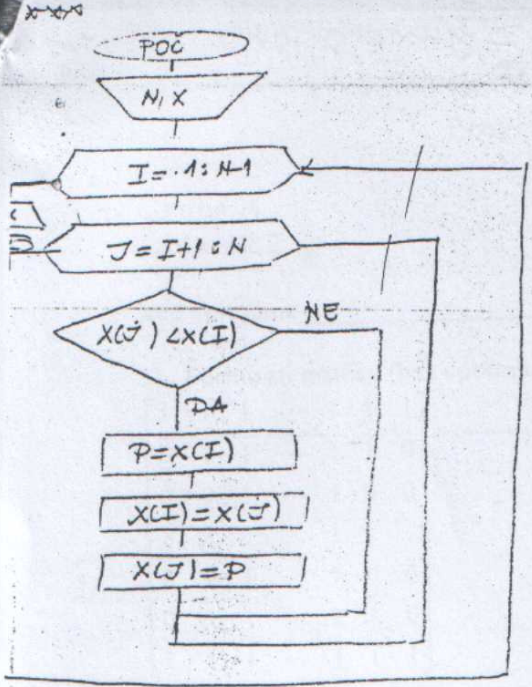 POC
N, X
I = 1 : N-1
J = I+1 : N
X(J) < X(I)
NE
DA
P=X(I)
X(I)=X(J)
X(J)=P